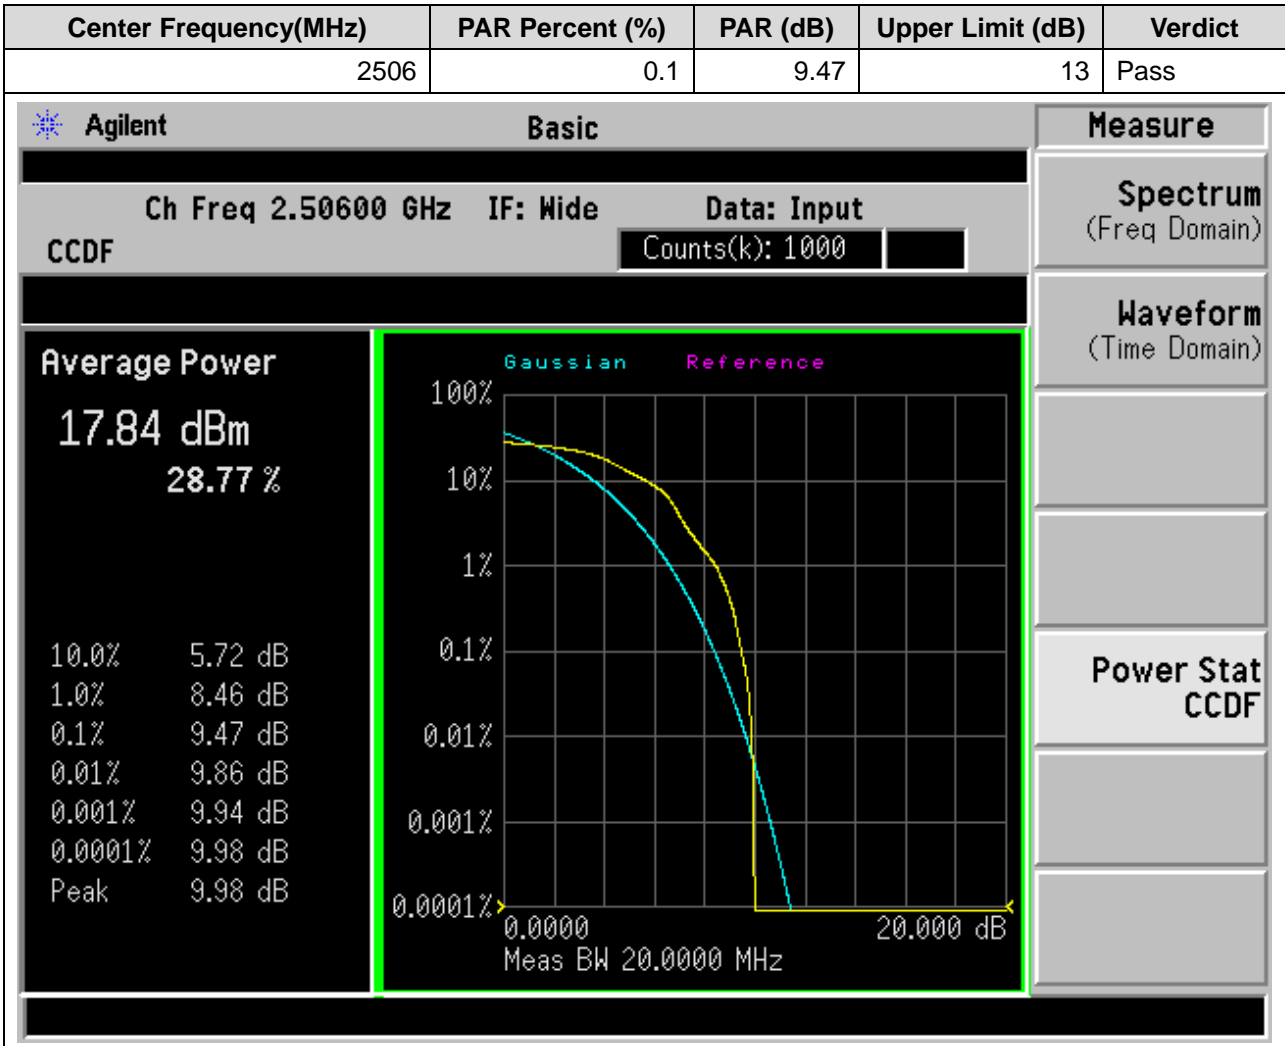 Center Frequency(MHz) PAR Percent (%) PAR (dB) Upper Limit (dB) Verdict
2506 0.1 9.47 13 Pass
Agilent Basic Measure
Ch Freq 2.50600 GHz IF: Wide Data: Input
CCDF Counts(k): 1000
Spectrum
(Freq Domain)
Waveform
(Time Domain)
Power Stat
CCDF
Average Power
17.84 dBm
28.77 %
10.0% 5.72 dB
1.0% 8.46 dB
0.1% 9.47 dB
0.01% 9.86 dB
0.001% 9.94 dB
0.0001% 9.98 dB
Peak 9.98 dB
Gaussian Reference
100%
10%
1%
0.1%
0.01%
0.001%
0.0001%
0.0000 20.000 dB
Meas BW 20.0000 MHz